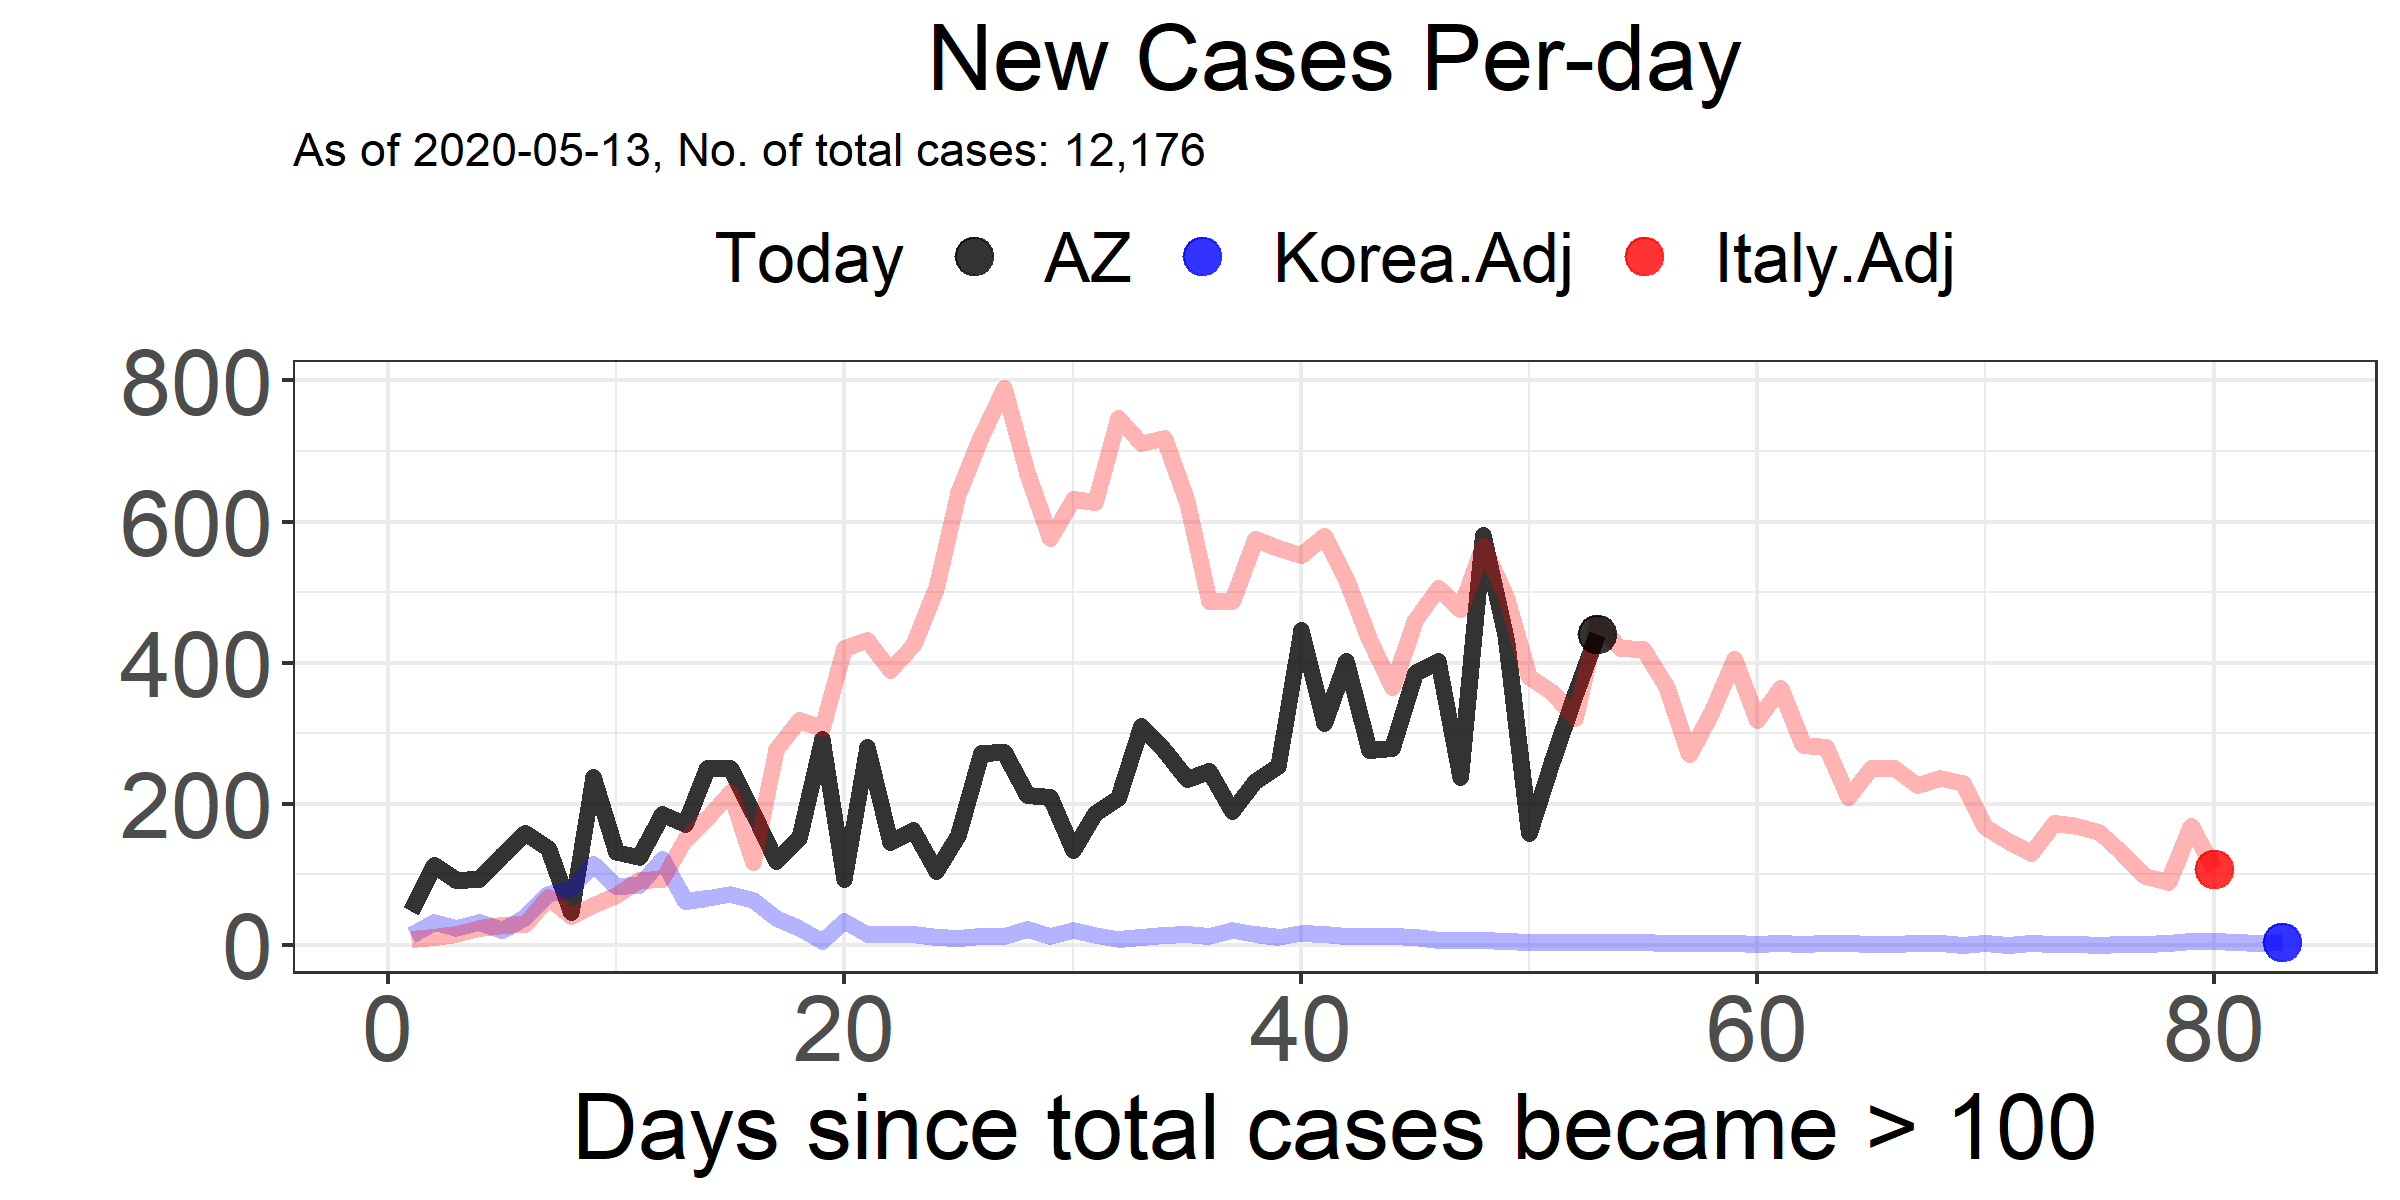 New Cases Per-day
As of 2020-05-13, No. of total cases: 12,176
Today AZ Korea.Adj Italy.Adj
800
600
400
200
0
0 20 40 60 80
Days since total cases became > 100